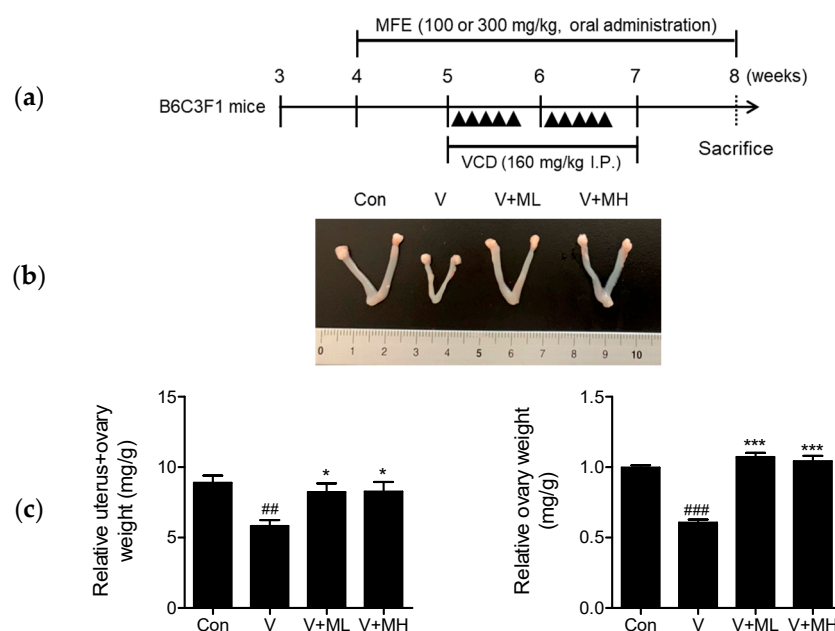 MFE (100 or 300 mg/kg, oral administration)
(a)
3 4 5 6 7 8 (weeks)
B6C3F1 mice
VCD (160 mg/kg I.P.)
Sacrifice
Con V V+ML V+MH
(b)
0 1 2 3 4 5 6 7 8 9 10
(c)
Relative uterus+ovary
weight (mg/g)
15
10
5
0
##
*
*
Con V V+ML V+MH
Relative ovary weight
(mg/g)
1.5
1.0
0.5
0.0
###
***
***
Con V V+ML V+MH